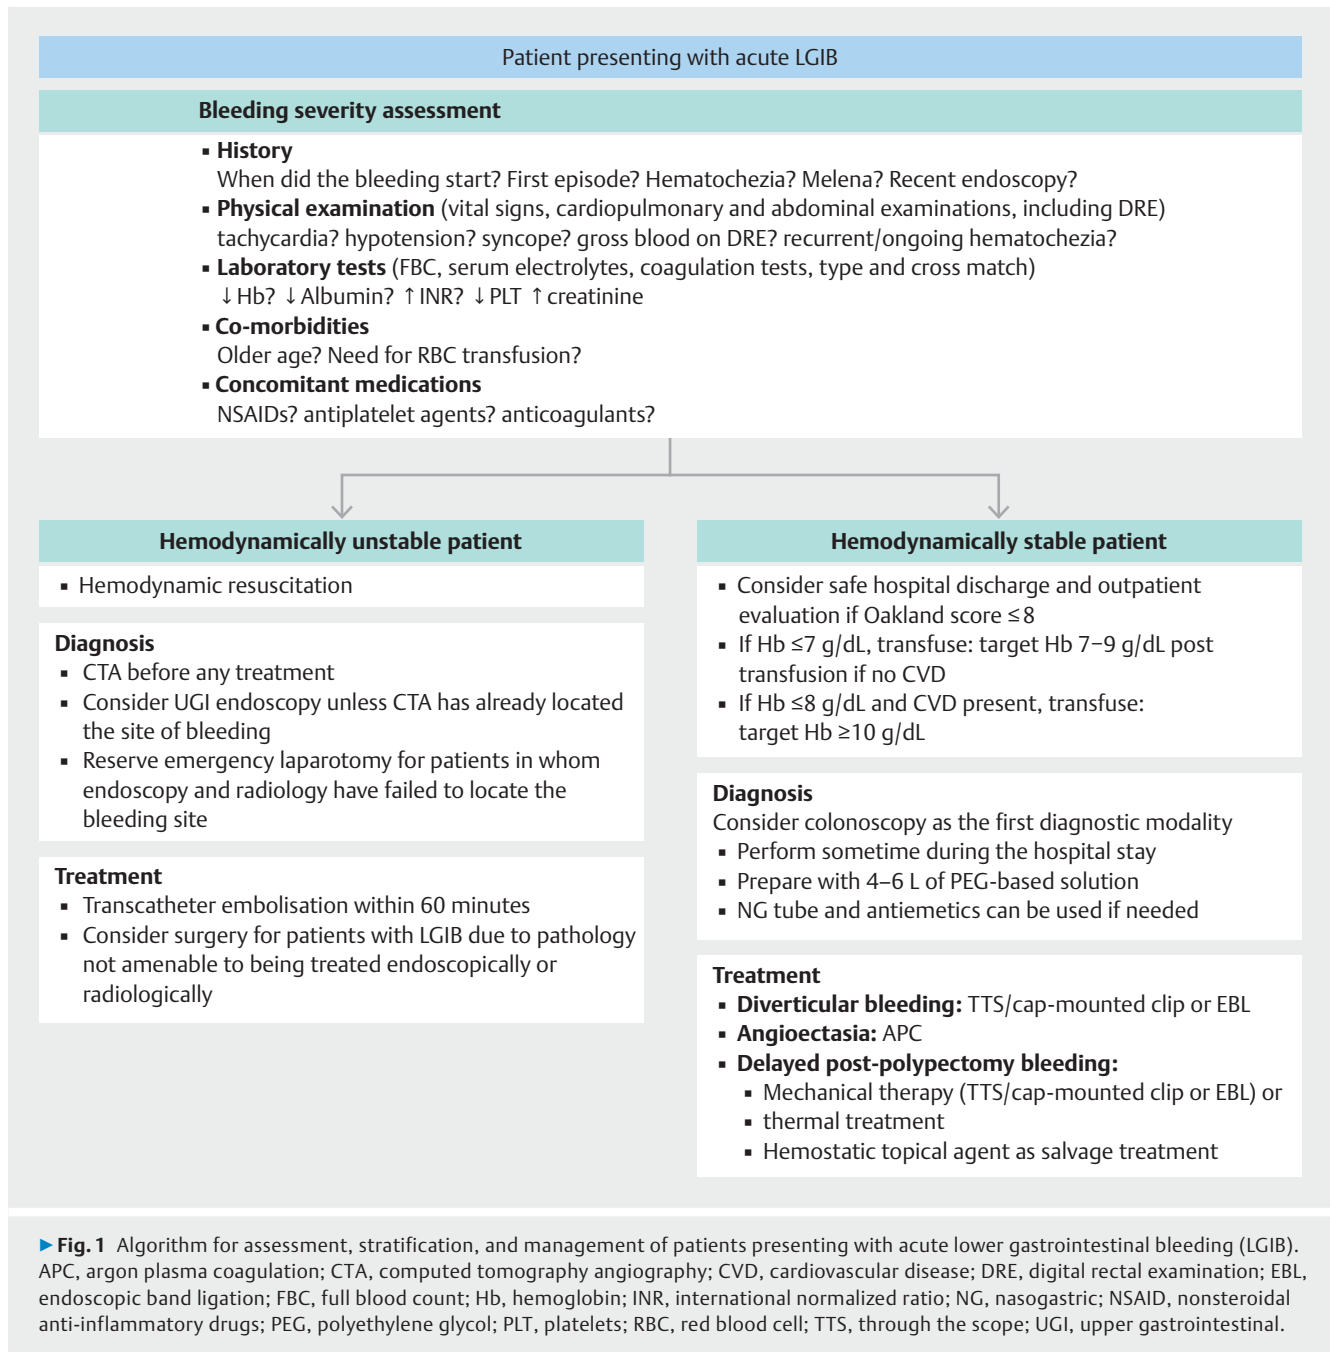 Patient presenting with acute LGIB
Bleeding severity assessment
▪ History
When did the bleeding start? First episode? Hematochezia? Melena? Recent endoscopy?
▪ Physical examination (vital signs, cardiopulmonary and abdominal examinations, including DRE)
tachycardia? hypotension? syncope? gross blood on DRE? recurrent/ongoing hematochezia?
▪ Laboratory tests (FBC, serum electrolytes, coagulation tests, type and cross match)
↓Hb? ↓Albumin? ↑INR? ↓PLT ↑creatinine
▪ Co-morbidities
Older age? Need for RBC transfusion?
▪ Concomitant medications
NSAIDs? antiplatelet agents? anticoagulants?
Hemodynamically unstable patient
▪ Hemodynamic resuscitation
Diagnosis
▪ CTA before any treatment
▪ Consider UGI endoscopy unless CTA has already located
the site of bleeding
▪ Reserve emergency laparotomy for patients in whom
endoscopy and radiology have failed to locate the
bleeding site
Treatment
▪ Transcatheter embolisation within 60 minutes
▪ Consider surgery for patients with LGIB due to pathology
not amenable to being treated endoscopically or
radiologically
Hemodynamically stable patient
▪ Consider safe hospital discharge and outpatient
evaluation if Oakland score ≤8
▪ If Hb ≤7 g/dL, transfuse: target Hb 7–9 g/dL post
transfusion if no CVD
▪ If Hb ≤8 g/dL and CVD present, transfuse:
target Hb ≥10 g/dL
Diagnosis
Consider colonoscopy as the first diagnostic modality
▪ Perform sometime during the hospital stay
▪ Prepare with 4–6 L of PEG-based solution
▪ NG tube and antiemetics can be used if needed
Treatment
▪ Diverticular bleeding: TTS/cap-mounted clip or EBL
▪ Angioectasia: APC
▪ Delayed post-polypectomy bleeding:
▪ Mechanical therapy (TTS/cap-mounted clip or EBL) or
▪ thermal treatment
▪ Hemostatic topical agent as salvage treatment
▶ Fig. 1 Algorithm for assessment, stratification, and management of patients presenting with acute lower gastrointestinal bleeding (LGIB).
APC, argon plasma coagulation; CTA, computed tomography angiography; CVD, cardiovascular disease; DRE, digital rectal examination; EBL,
endoscopic band ligation; FBC, full blood count; Hb, hemoglobin; INR, international normalized ratio; NG, nasogastric; NSAID, nonsteroidal
anti-inflammatory drugs; PEG, polyethylene glycol; PLT, platelets; RBC, red blood cell; TTS, through the scope; UGI, upper gastrointestinal.